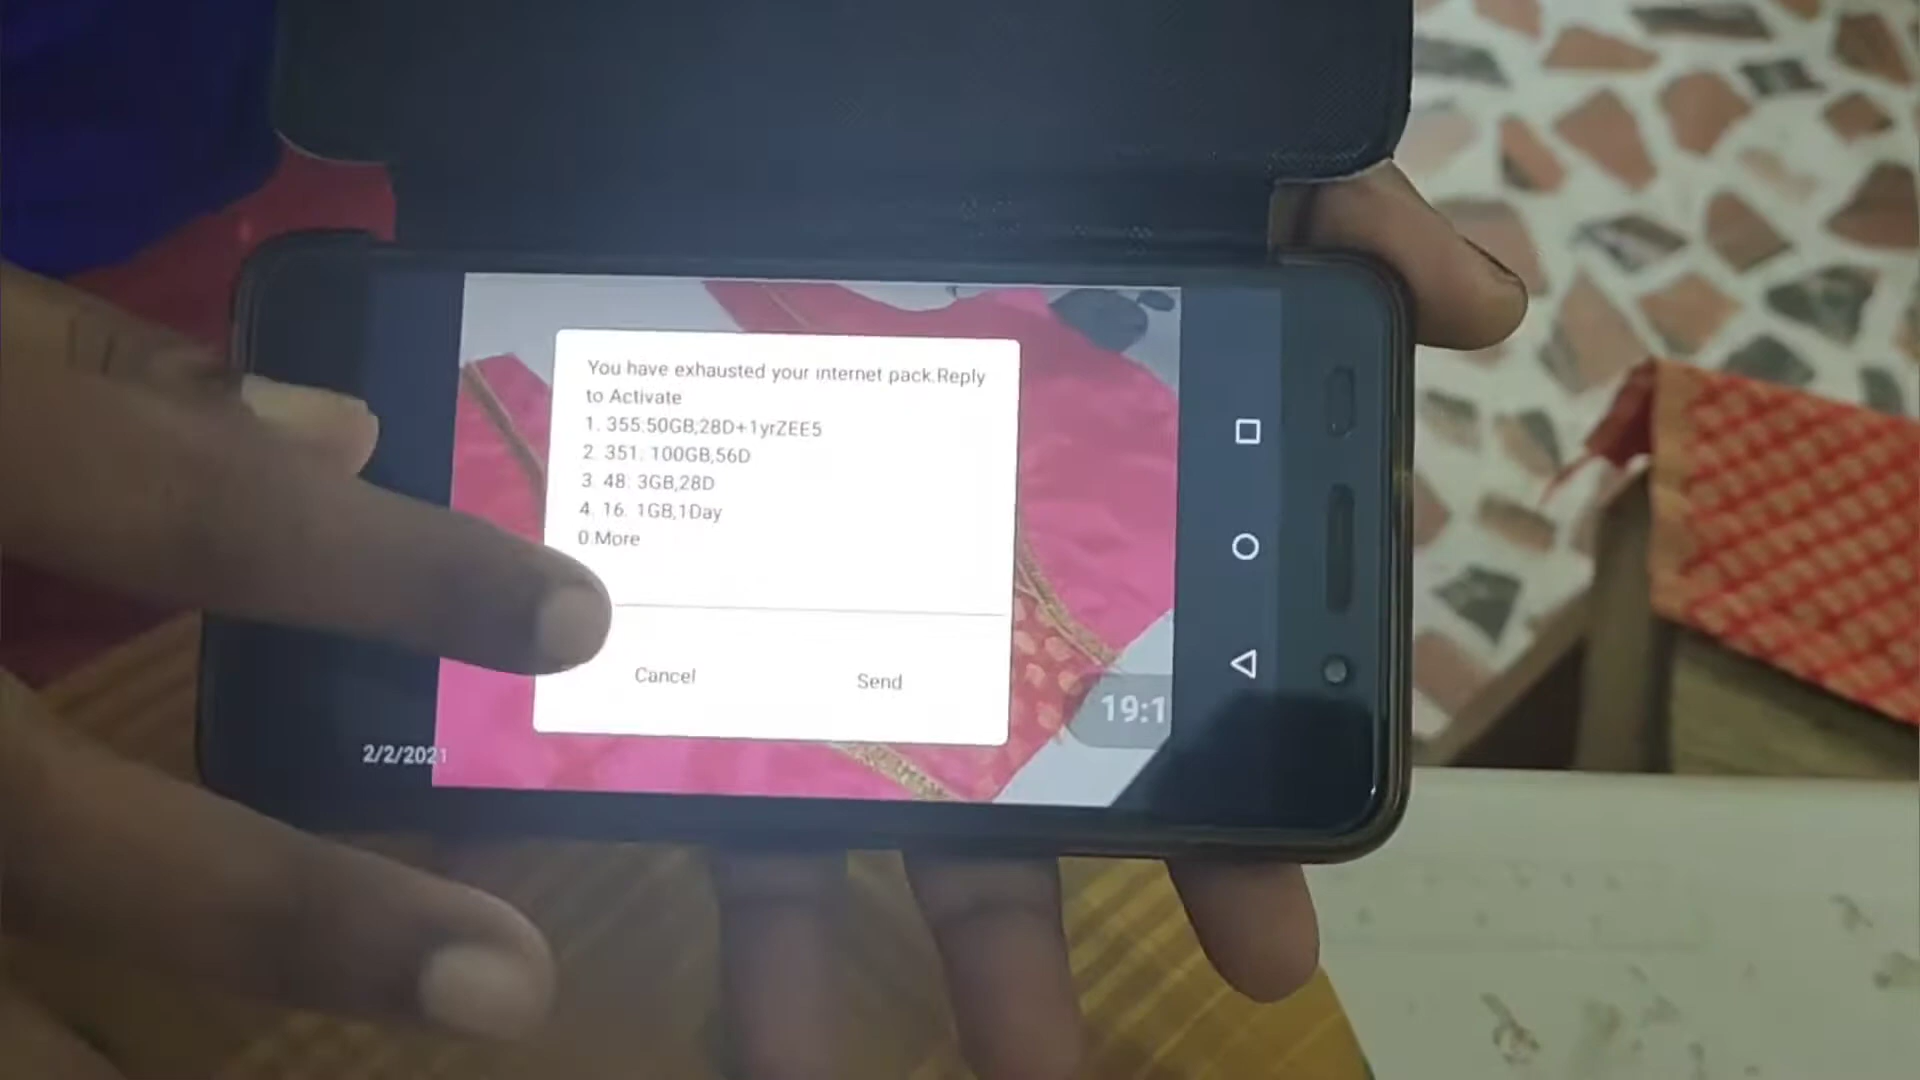 You have exhausted your internet pack.Reply
to Activate
1. 355:50GB,28D+1yrZEE5
2. 351: 100GB,56D
3. 48: 3GB,28D
4. 16: 1GB,1Day
0.More
Cancel
Send
19:1
2/2/2021